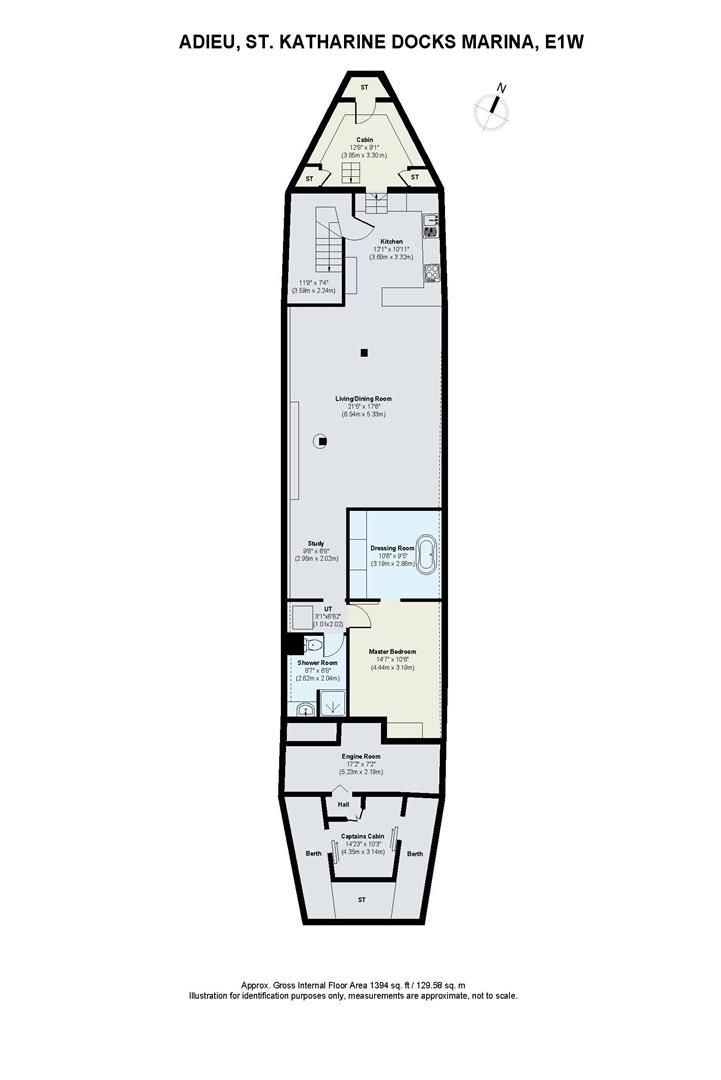 ADIEU, ST. KATHARINE DOCKS MARINA, E1W
N
ST
Cabin
12'8" x 9'1"
(3.85m x 3.30m)
ST
ST
Kitchen
12'1" x 10'11"
(3.69m x 3.32m)
11'9" x 7'4"
(3.59m x 2.24m)
Living/Dining Room
21'5" x 17'6"
(6.54m x 5.33m)
Study
9'8" x 6'8"
(2.95m x 2.02m)
Dressing Room
10'6" x 9'5"
(3.19m x 2.86m)
UT
3'1"x6'62"
(1.01x2.02)
Master Bedroom
14'7" x 10'6"
(4.44m x 3.19m)
Shower Room
8'7" x 6'8"
(2.62m x 2.04m)
Engine Room
17'2" x 7'2"
(5.23m x 2.19m)
Hall
Captains Cabin
14'23" x 10'3"
(4.35m x 3.14m)
Berth
Berth
ST
Approx. Gross Internal Floor Area 1394 sq. ft / 129.58 sq. m
Illustration for identification purposes only, measurements are approximate, not to scale.